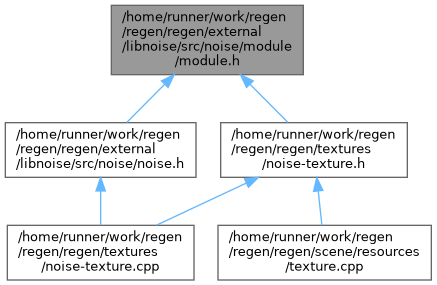 /home/runner/work/regen
/regen/regen/external
/libnoise/src/noise/module
/module.h
/home/runner/work/regen
/regen/regen/external
/libnoise/src/noise/noise.h
/home/runner/work/regen
/regen/regen/textures
/noise-texture.h
/home/runner/work/regen
/regen/regen/textures
/noise-texture.cpp
/home/runner/work/regen
/regen/regen/scene/resources
/texture.cpp